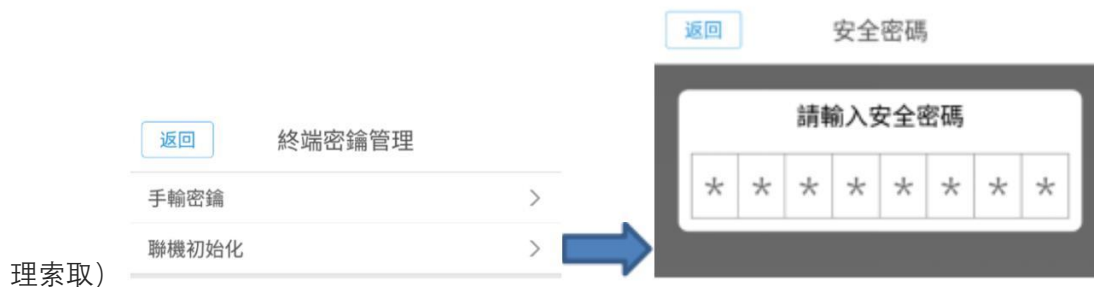 返回 安全密碼
請輸入安全密碼
* * * * * * * *
返回 終端密鑰管理
手輸密鑰 >
聯機初始化 >
理索取）